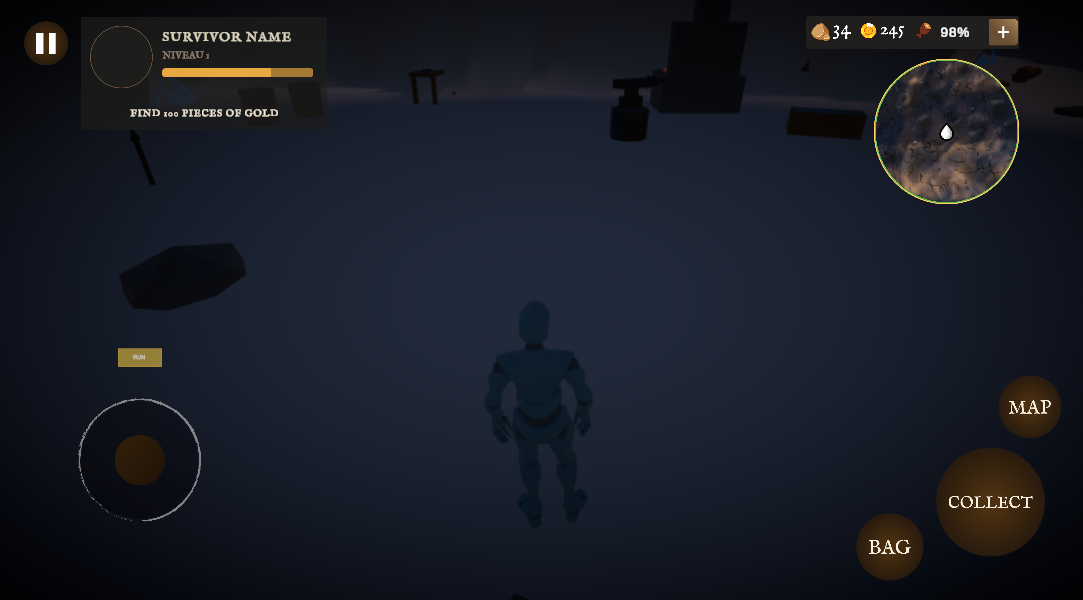 SURVIVOR NAME
NIVEAU 1
FIND 100 PIECES OF GOLD
34 245 98% +
RUN
MAP
COLLECT
BAG